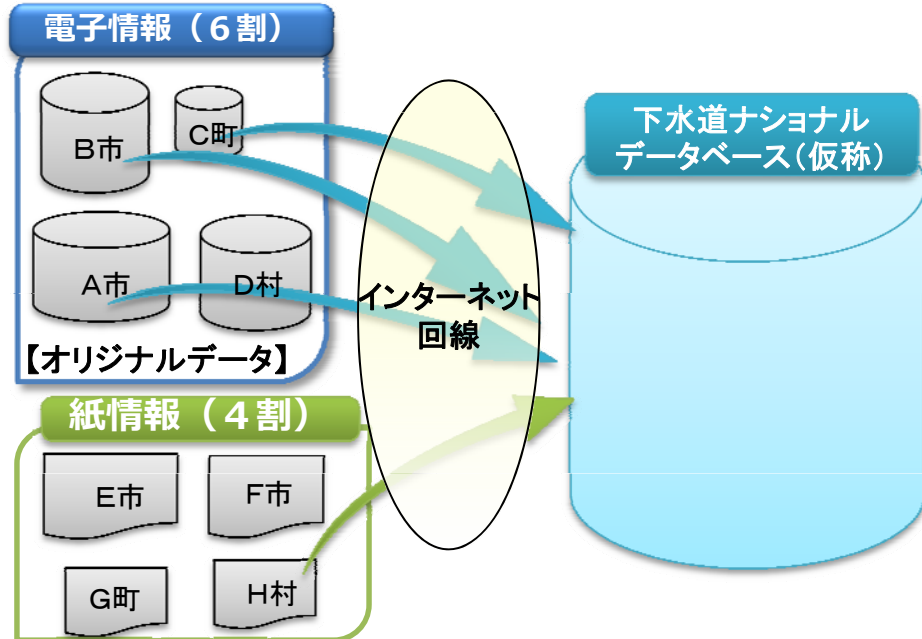 電子情報（６割）
B市
C町
A市
D村
【オリジナルデータ】
紙情報（４割）
E市
F市
G町
H村
インターネット
回線
下水道ナショナル
データベース（仮称）